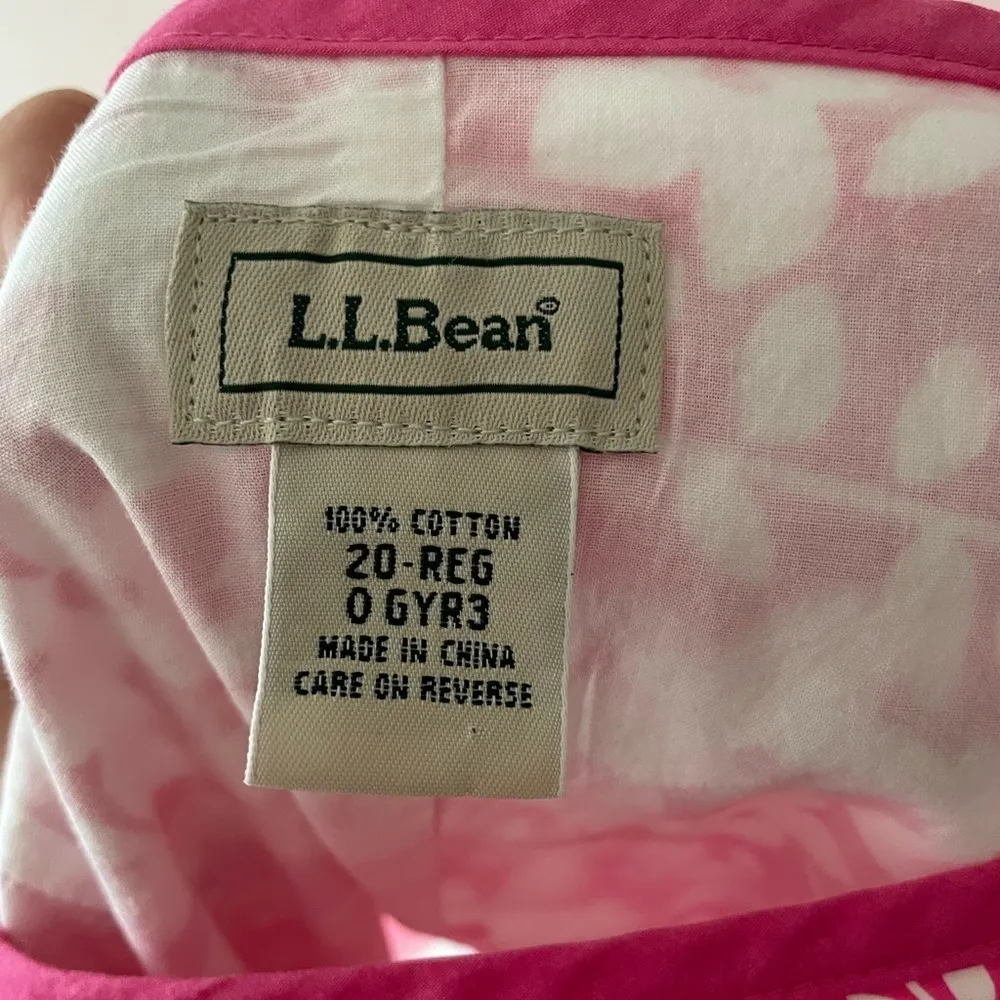 L.L.Bean®
100% COTTON
20-REG
0 GYR3
MADE IN CHINA
CARE ON REVERSE